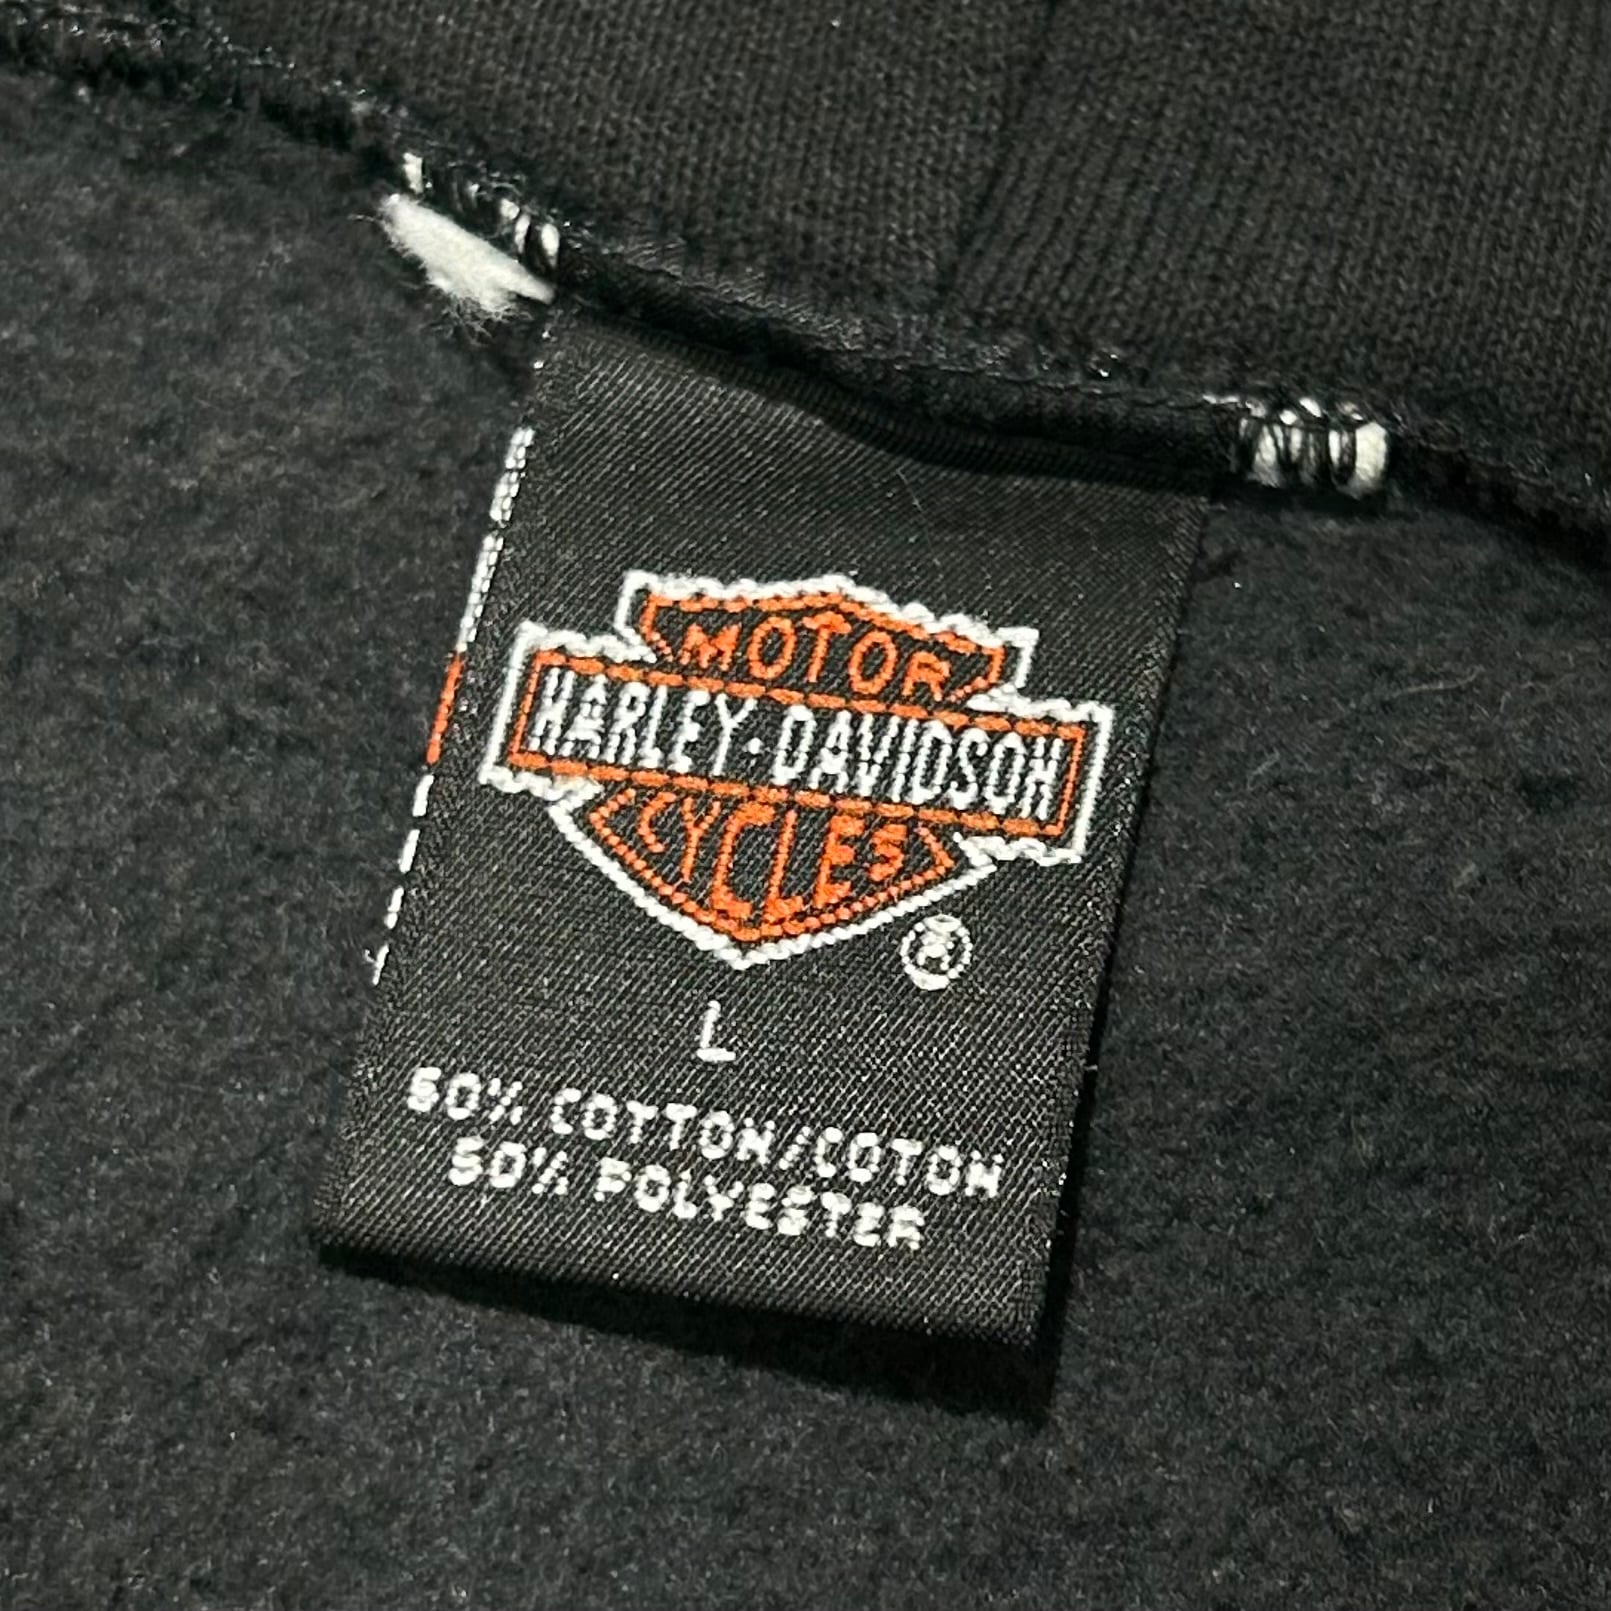 MOTOR
HARLEY-DAVIDSON
CYCLES
®
L
50% COTTON/COTON
50% POLYESTER